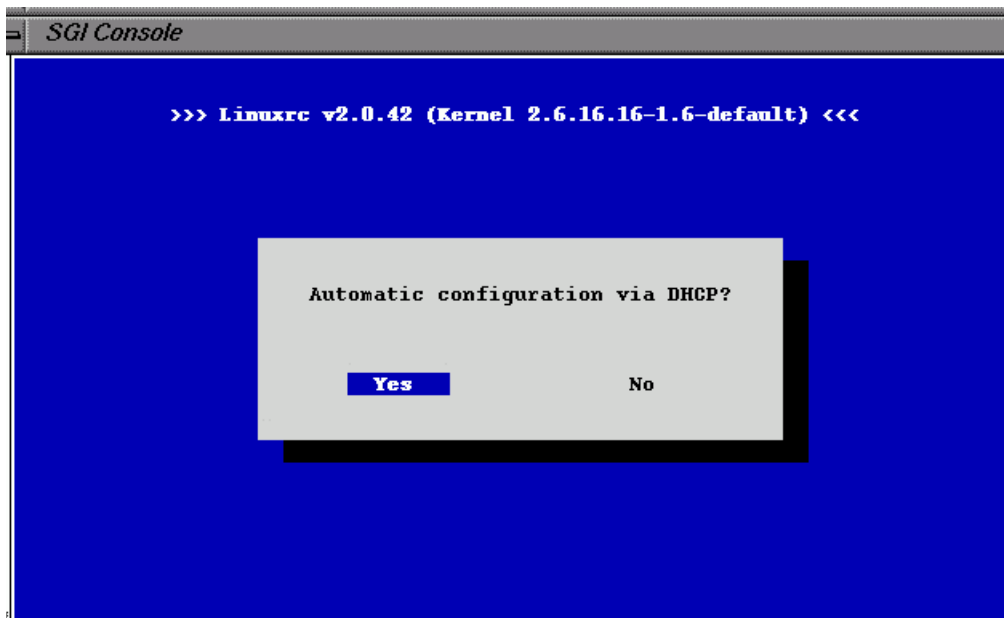 SGI Console
>>> Linuxrc v2.0.42 (Kernel 2.6.16.16-1.6-default) <<<
Automatic configuration via DHCP?
Yes No